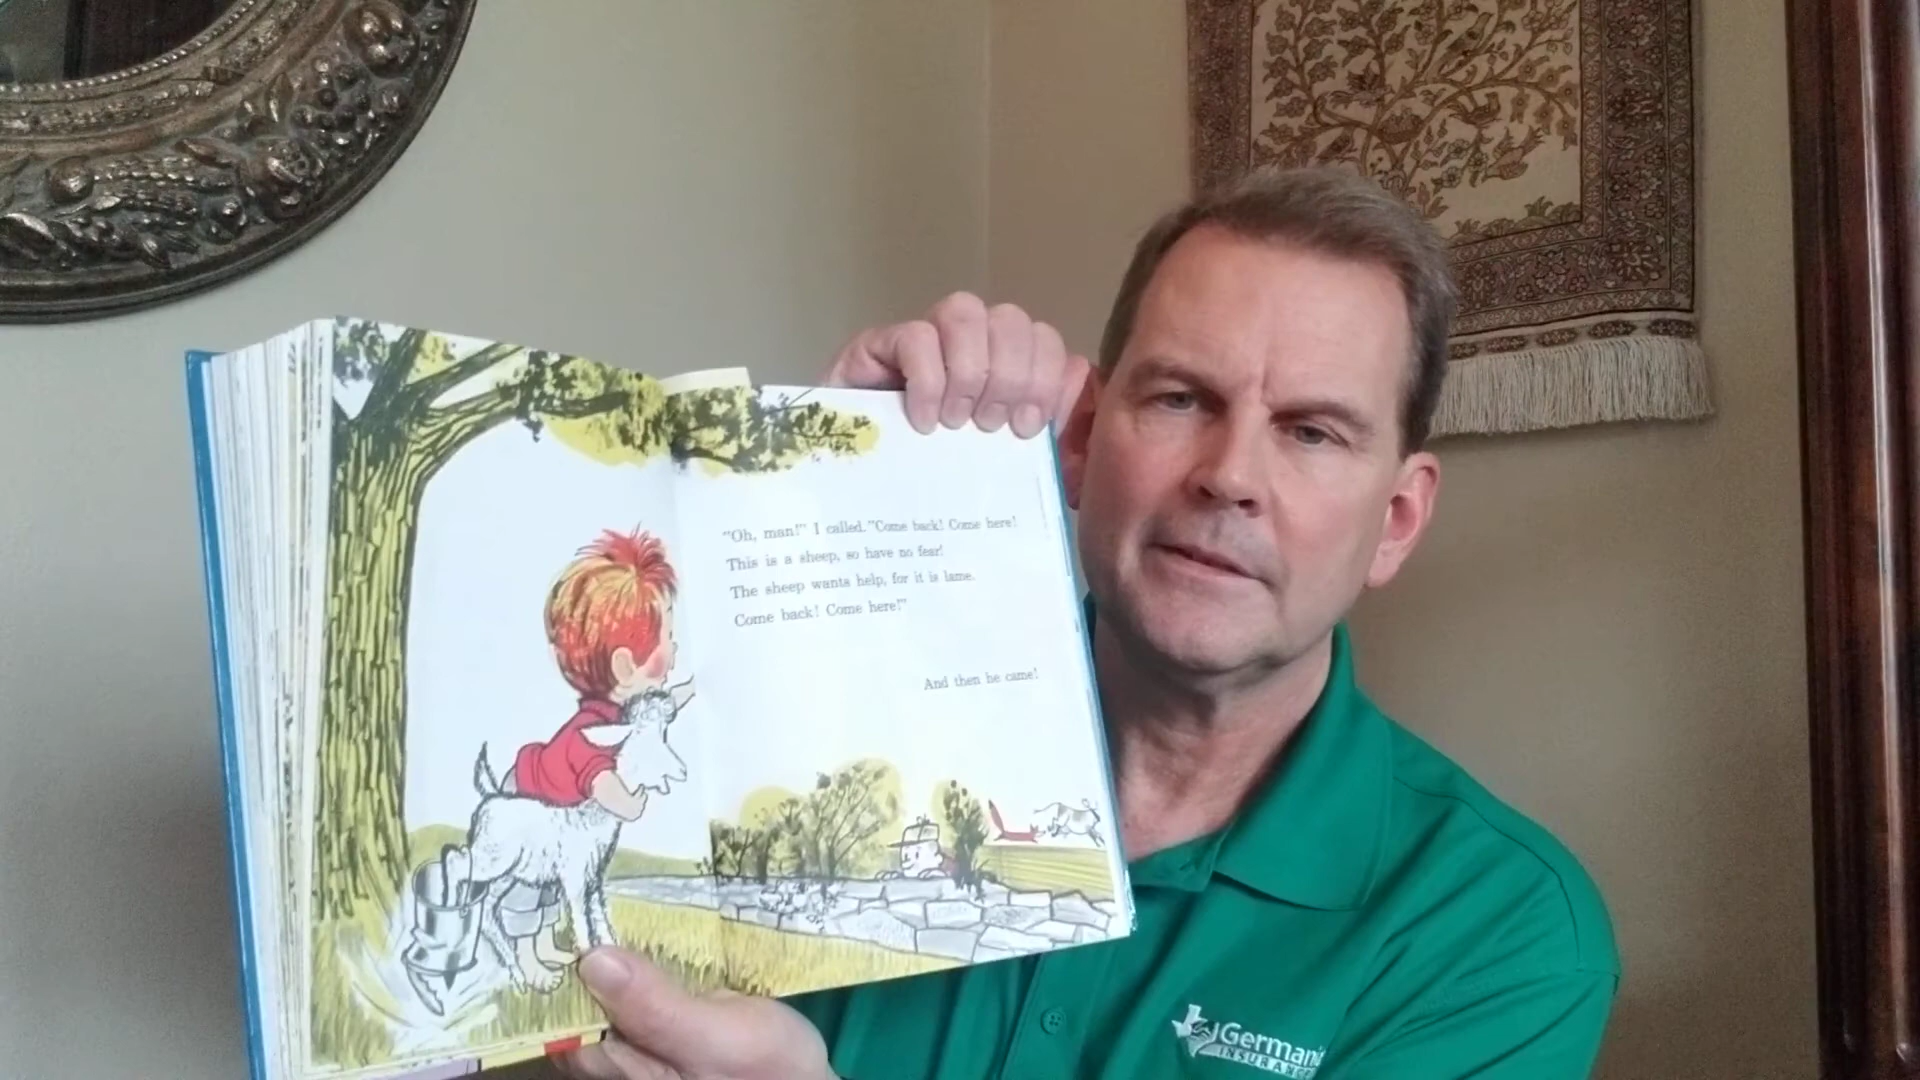 "Oh, man!" I called. "Come back! Come here!
This is a sheep, so have no fear!
The sheep wants help, for it is lame.
Come back! Come here!"
And then he came!
Germania
INSURANCE